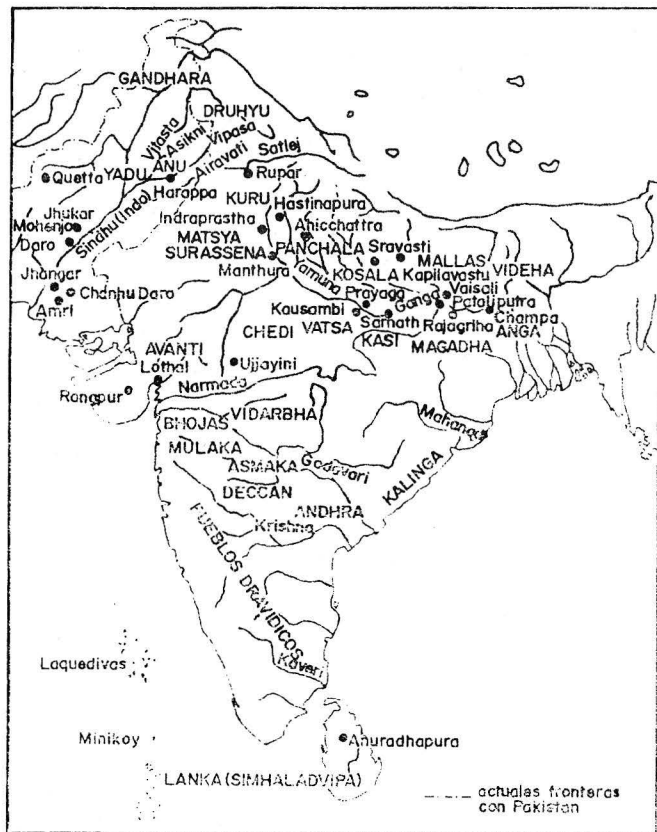 GANDHARA
DRUHYU
Vitasta
Asikni
Vipasa
Airavati
Satlej
Quetta
YADU
ANU
Rupar
Harappa
Sindhu(Indo)
KURU
Hastinapura
Jhukar
Mohenjo
Daro
Indraprastha
Ahicchattra
MATSYA
PANCHALA
Sravasti
SURASSENA
MALLAS
VIDEHA
Manthura
Yamuna
KOSALA
Kapilavastu
Jhangar
Chanhu Daro
Vaisali
Amri
Prayaga
Ganga
Pataliputra
Kausambi
Champa
CHEDI
VATSA
Sarnath
Rajagriha
ANGA
KASI
MAGADHA
AVANTI
Lothal
Ujjayini
Rangpur
Narmada
BHOJAS
VIDARBHA
Mahanadi
MULAKA
ASMAKA
Godavari
KALINGA
DECCAN
ANDHRA
Krishna
PUEBLOS DRAVIDICOS
Kaveri
Laquedivas
Minikoy
Anuradhapura
LANKA(SIMHALADVIPA)
actuales fronteras
con Pakistan